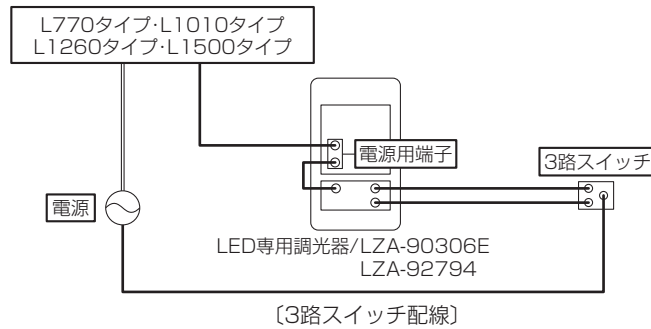 L770タイプ・L1010タイプ
L1260タイプ・L1500タイプ
電源用端子
3路スイッチ
電源
LED専用調光器/LZA-90306E
LZA-92794
〔3路スイッチ配線〕